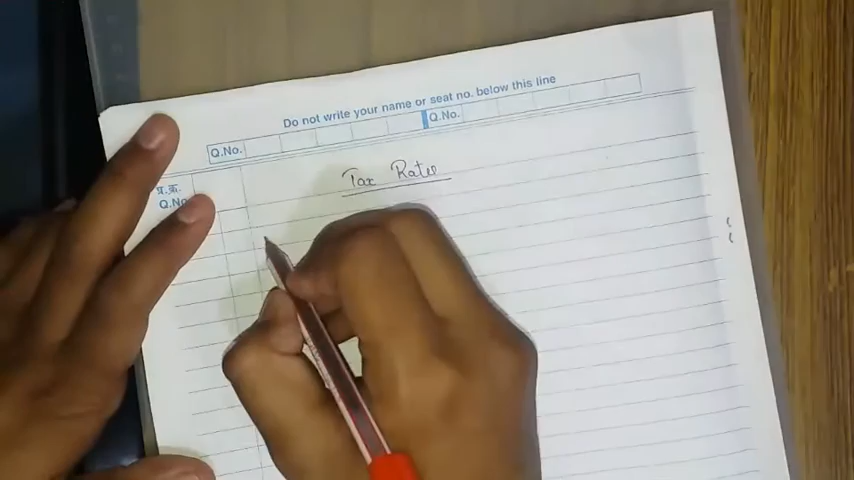 Do not write your name or seat no. below this line
Q.No. Q.No.
Tax Rates
प्र.क्र.
Q.No.